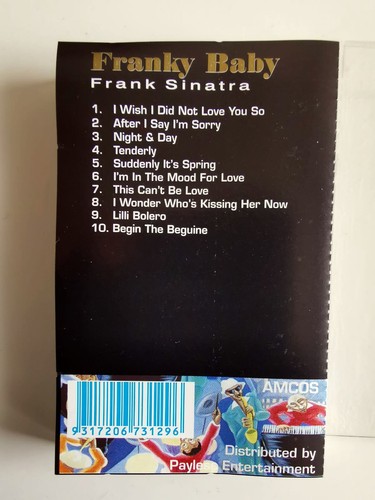 Franky Baby
Frank Sinatra
1. I Wish I Did Not Love You So
2. After I Say I'm Sorry
3. Night & Day
4. Tenderly
5. Suddenly It's Spring
6. I'm In The Mood For Love
7. This Can't Be Love
8. I Wonder Who's Kissing Her Now
9. Lilli Bolero
10. Begin The Beguine
AMCOS
9 317206 731296
Distributed by
Payless Entertainment